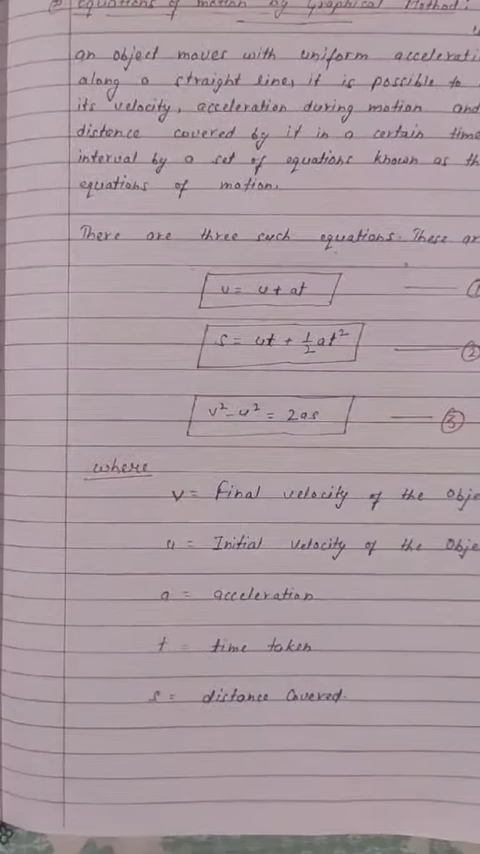 equations of motion by Graphical Method:
an object moves with uniform accelerati
along a straight line, it is possible to
its velocity, acceleration during motion and
distance covered by it in a certain time
interval by a set of equations known as th
equations of motion.
There are three such equations. These ar
v = u + at ①
s = ut + 1/2 at² ②
v² - u² = 2as ③
where
v = final velocity of the Obje
u = Initial velocity of the Obje
a = acceleration
t = time taken
s = distance Covered.